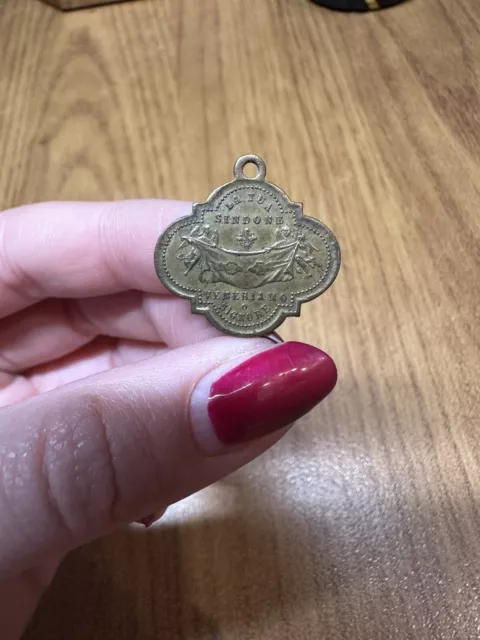 LA TUA
SINDONE
VENERIAMO
O
SIGNORE